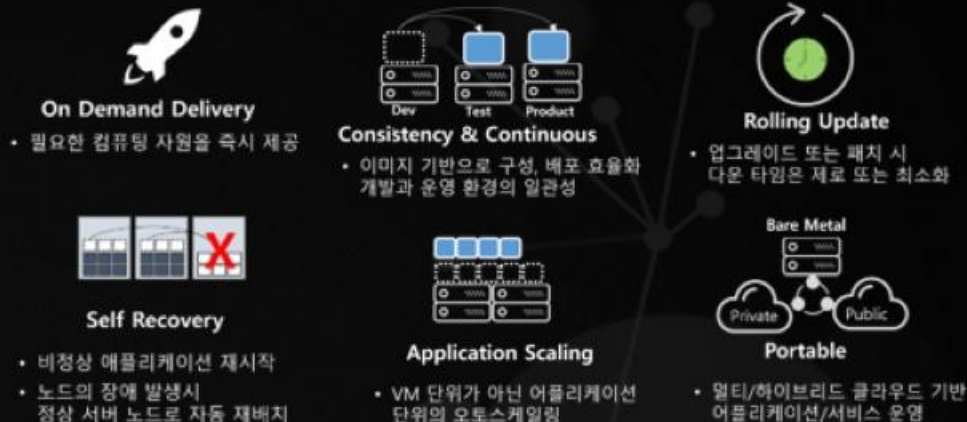 On Demand Delivery
• 필요한 컴퓨팅 자원을 즉시 제공
Dev
Test
Product
Consistency & Continuous
• 이미지 기반으로 구성, 배포 효율화
개발과 운영 환경의 일관성
Rolling Update
• 업그레이드 또는 패치 시
다운 타임은 제로 또는 최소화
X
Self Recovery
• 비정상 애플리케이션 재시작
• 노드의 장애 발생시
정상 서버 노드로 자동 재배치
Application Scaling
• VM 단위가 아닌 어플리케이션
단위의 오토스케일링
Bare Metal
Private
Public
Portable
• 멀티/하이브리드 클라우드 기반
어플리케이션/서비스 운영